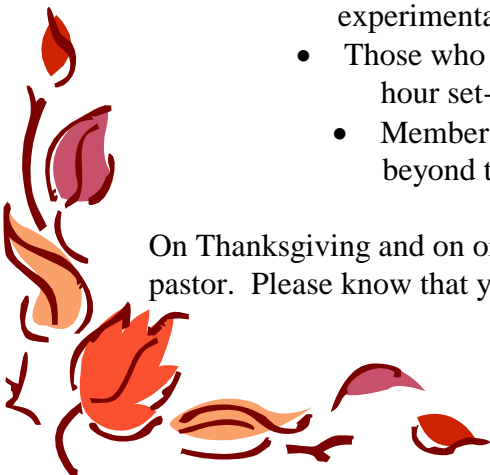 experimenta
• Those who
hour set-
• Member
beyond t
On Thanksgiving and on o
pastor. Please know that y